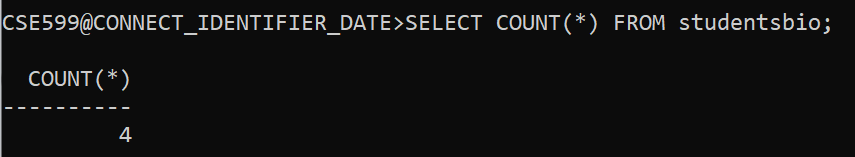 CSE599@CONNECT_IDENTIFIER_DATE>SELECT COUNT(*) FROM studentsbio;
  COUNT(*)
----------
         4